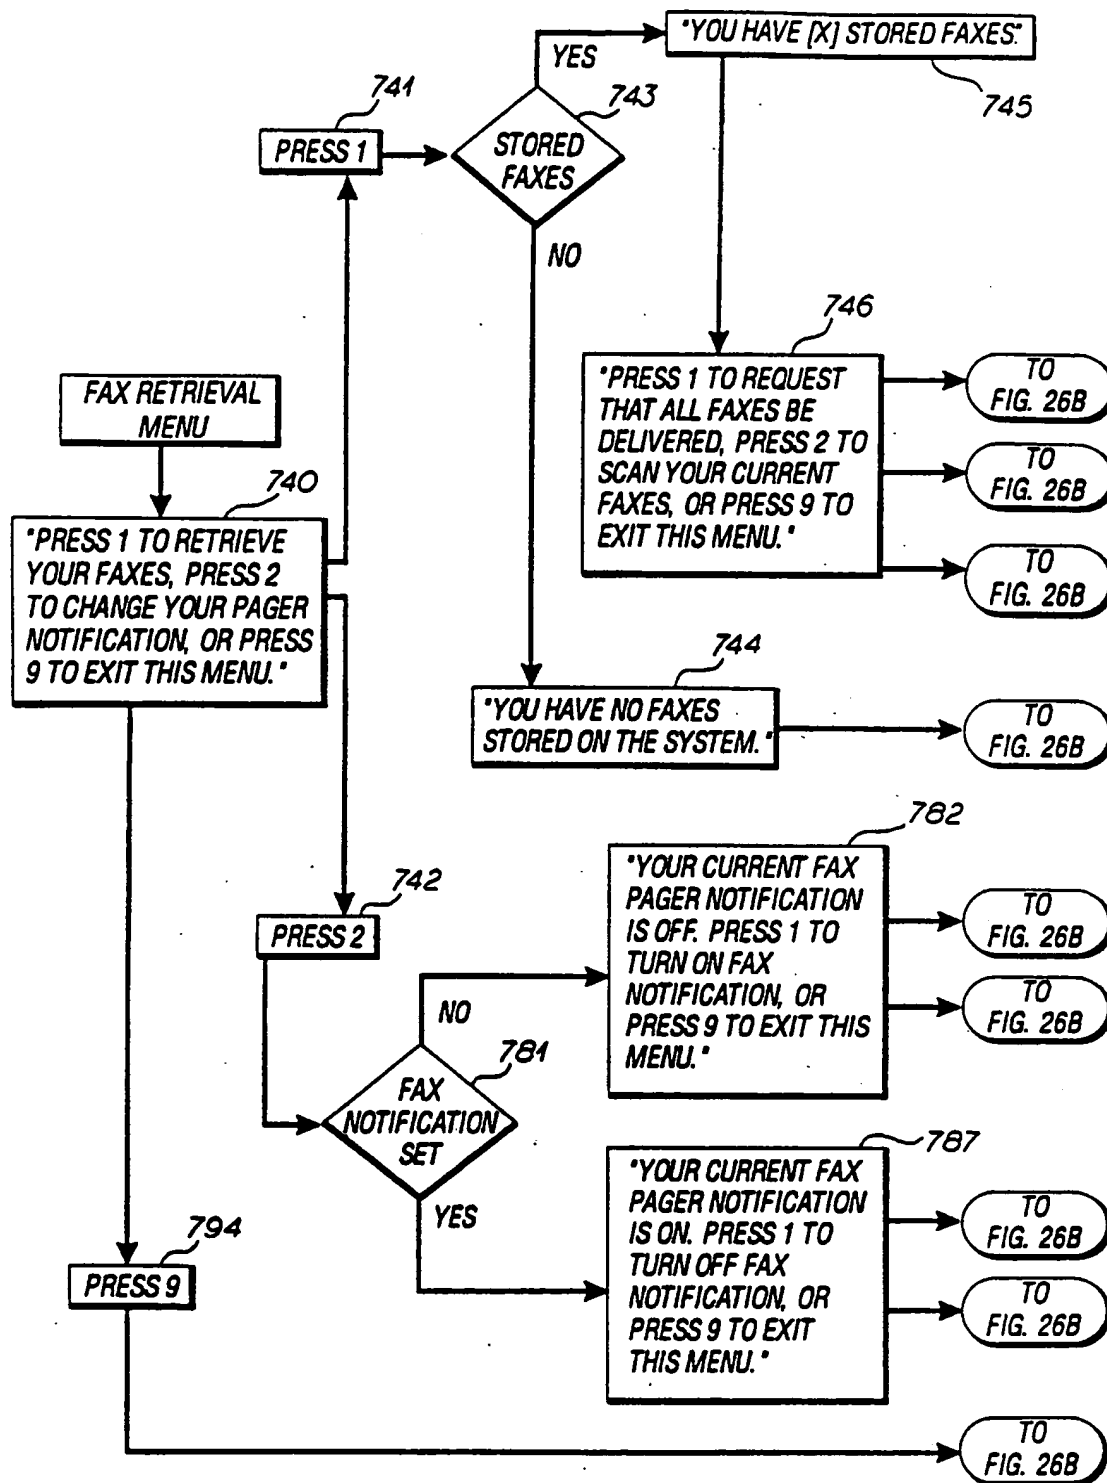 "YOU HAVE [X] STORED FAXES."
745
YES
741
743
PRESS 1
STORED
FAXES
NO
746
"PRESS 1 TO REQUEST
THAT ALL FAXES BE
DELIVERED, PRESS 2 TO
SCAN YOUR CURRENT
FAXES, OR PRESS 9 TO
EXIT THIS MENU."
TO
FIG. 26B
TO
FIG. 26B
TO
FIG. 26B
FAX RETRIEVAL
MENU
740
"PRESS 1 TO RETRIEVE
YOUR FAXES, PRESS 2
TO CHANGE YOUR PAGER
NOTIFICATION, OR PRESS
9 TO EXIT THIS MENU."
744
"YOU HAVE NO FAXES
STORED ON THE SYSTEM."
TO
FIG. 26B
742
PRESS 2
782
"YOUR CURRENT FAX
PAGER NOTIFICATION
IS OFF. PRESS 1 TO
TURN ON FAX
NOTIFICATION, OR
PRESS 9 TO EXIT THIS
MENU."
TO
FIG. 26B
TO
FIG. 26B
NO
781
FAX
NOTIFICATION
SET
YES
787
"YOUR CURRENT FAX
PAGER NOTIFICATION
IS ON. PRESS 1 TO
TURN OFF FAX
NOTIFICATION, OR
PRESS 9 TO EXIT
THIS MENU."
TO
FIG. 26B
TO
FIG. 26B
794
PRESS 9
TO
FIG. 26B